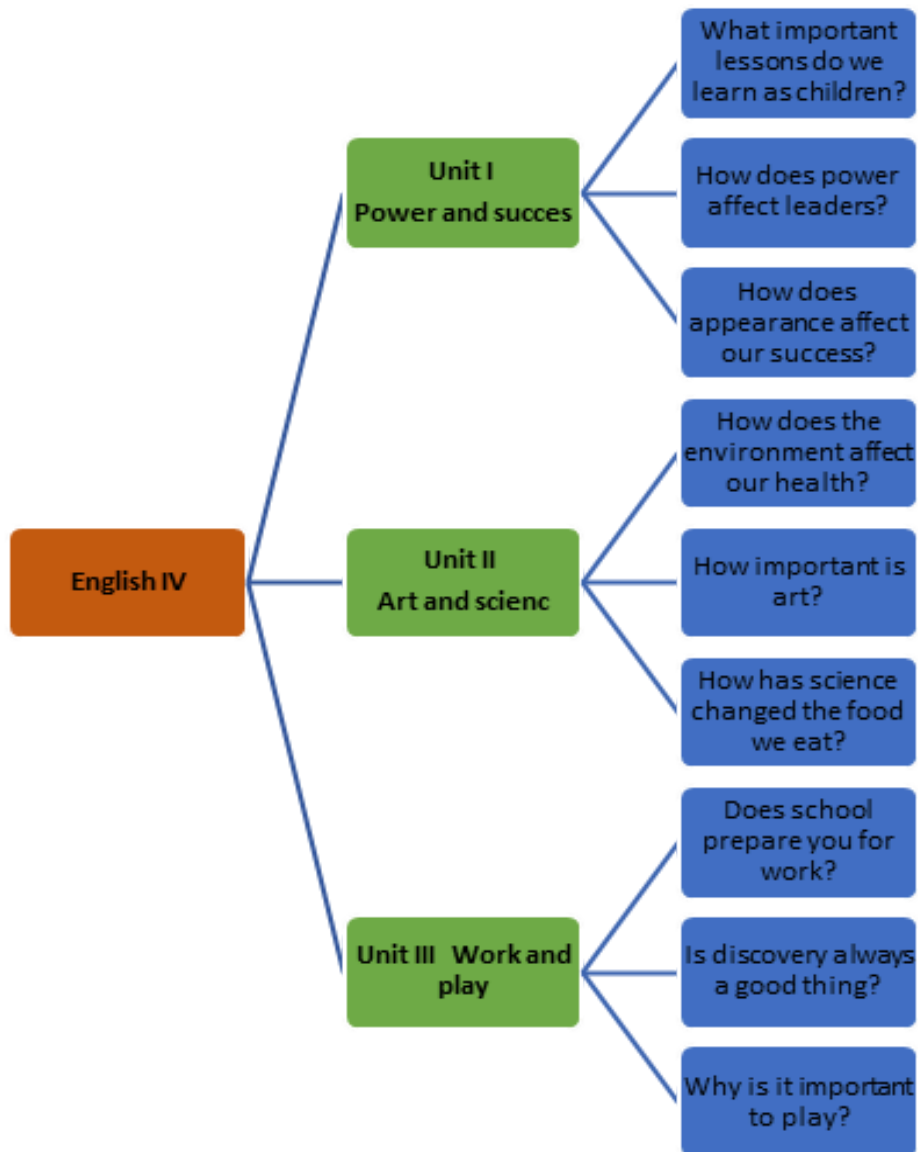 What important
lessons do we
learn as children?
Unit I
Power and succes
How does power
affect leaders?
How does
appearance affect
our success?
How does the
environment affect
our health?
English IV
Unit II
Art and scienc
How important is
art?
How has science
changed the food
we eat?
Does school
prepare you for
work?
Unit III Work and
play
Is discovery always
a good thing?
Why is it important
to play?